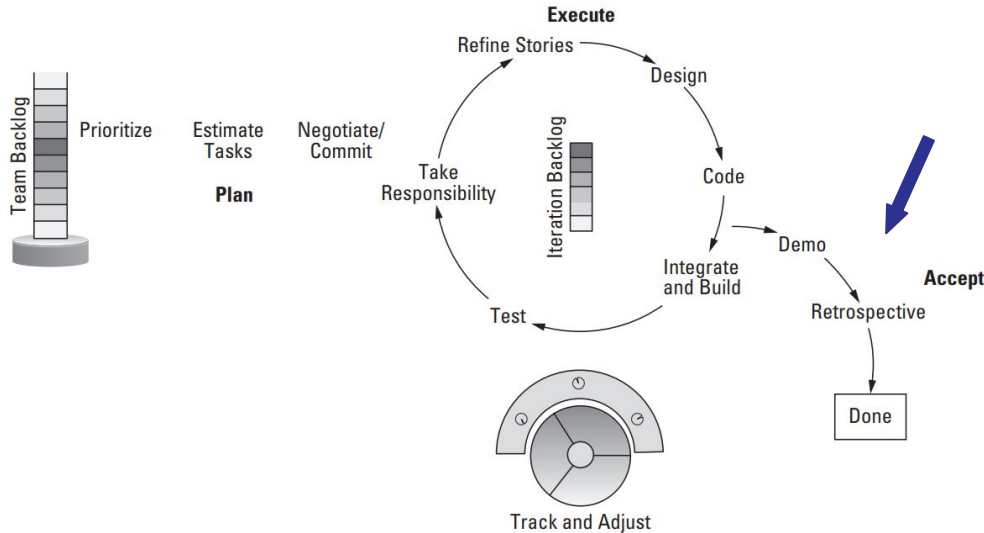 Team Backlog
Prioritize
Estimate
Tasks
Negotiate/
Commit
Plan
Execute
Refine Stories
Design
Code
Integrate
and Build
Test
Take
Responsibility
Iteration Backlog
Demo
Retrospective
Accept
Done
Track and Adjust